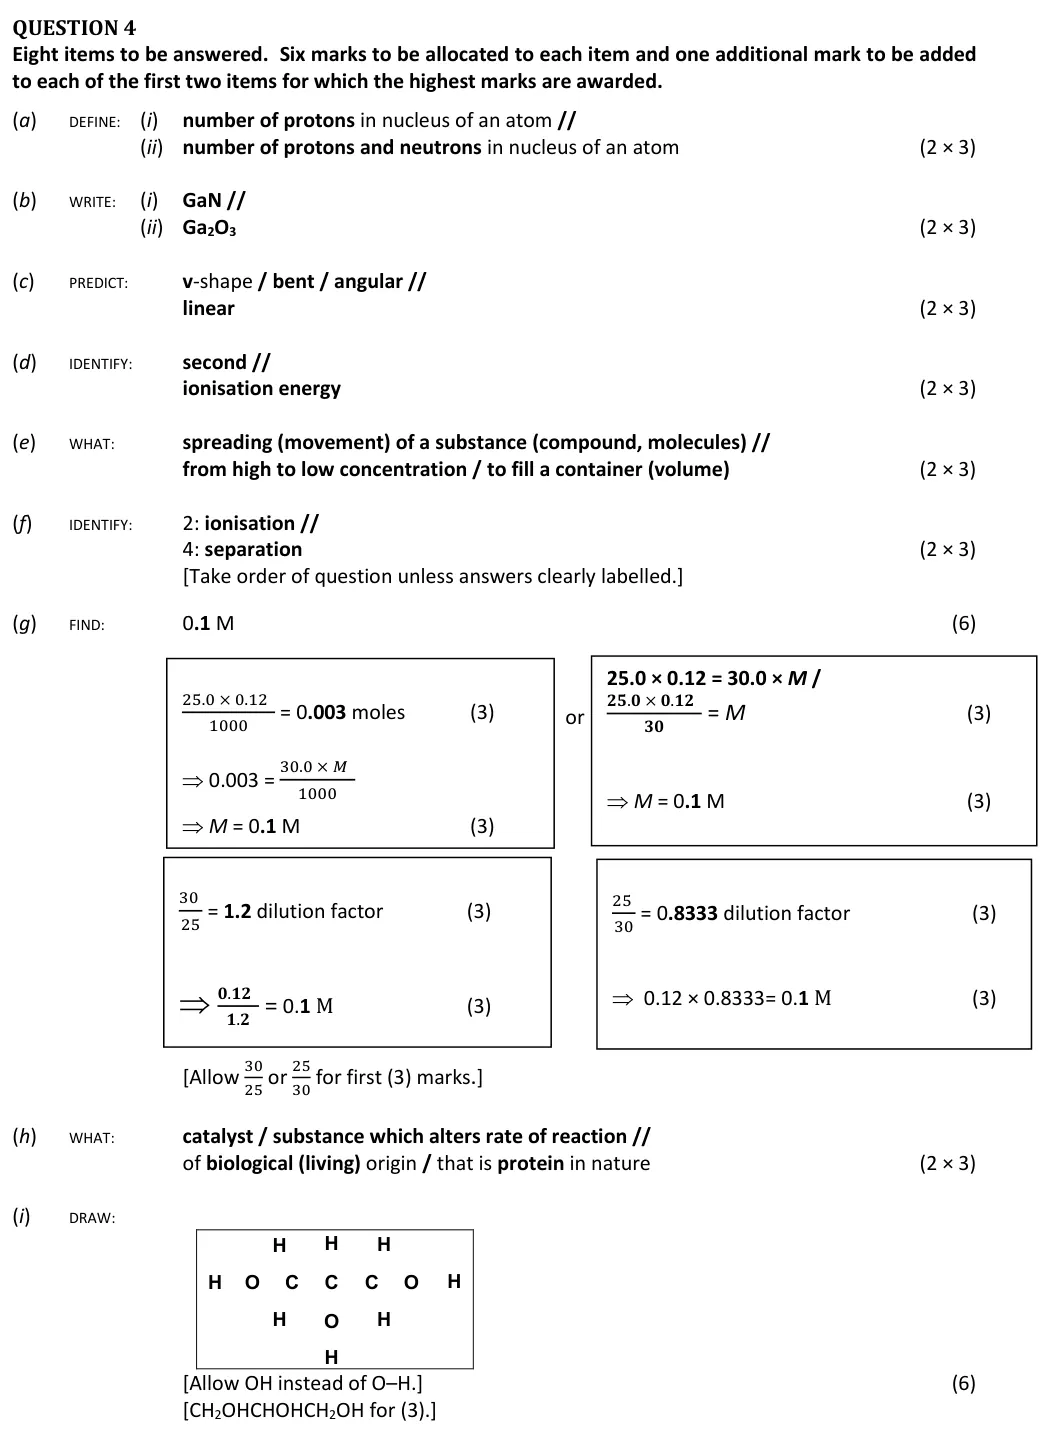 QUESTION 4
Eight items to be answered.  Six marks to be allocated to each item and one additional mark to be added
to each of the first two items for which the highest marks are awarded.
(a) DEFINE: (i) number of protons in nucleus of an atom //
(ii) number of protons and neutrons in nucleus of an atom (2 × 3)
(b) WRITE: (i) GaN //
(ii) Ga₂O₃ (2 × 3)
(c) PREDICT: v-shape / bent / angular //
linear (2 × 3)
(d) IDENTIFY: second //
ionisation energy (2 × 3)
(e) WHAT: spreading (movement) of a substance (compound, molecules) //
from high to low concentration / to fill a container (volume) (2 × 3)
(f) IDENTIFY: 2: ionisation //
4: separation (2 × 3)
[Take order of question unless answers clearly labelled.]
(g) FIND: 0.1 M (6)
25.0 × 0.12 / 1000 = 0.003 moles (3)
⇒ 0.003 = 30.0 × M / 1000
⇒ M = 0.1 M (3)
or
25.0 × 0.12 = 30.0 × M /
25.0 × 0.12 / 30 = M (3)
⇒ M = 0.1 M (3)
30/25 = 1.2 dilution factor (3)
⇒ 0.12/1.2 = 0.1 M (3)
25/30 = 0.8333 dilution factor (3)
⇒ 0.12 × 0.8333= 0.1 M (3)
[Allow 30/25 or 25/30 for first (3) marks.]
(h) WHAT: catalyst / substance which alters rate of reaction //
of biological (living) origin / that is protein in nature (2 × 3)
(i) DRAW:
H H H
H O C C C O H
H O H
H
[Allow OH instead of O–H.] (6)
[CH₂OHCHOHCH₂OH for (3).]